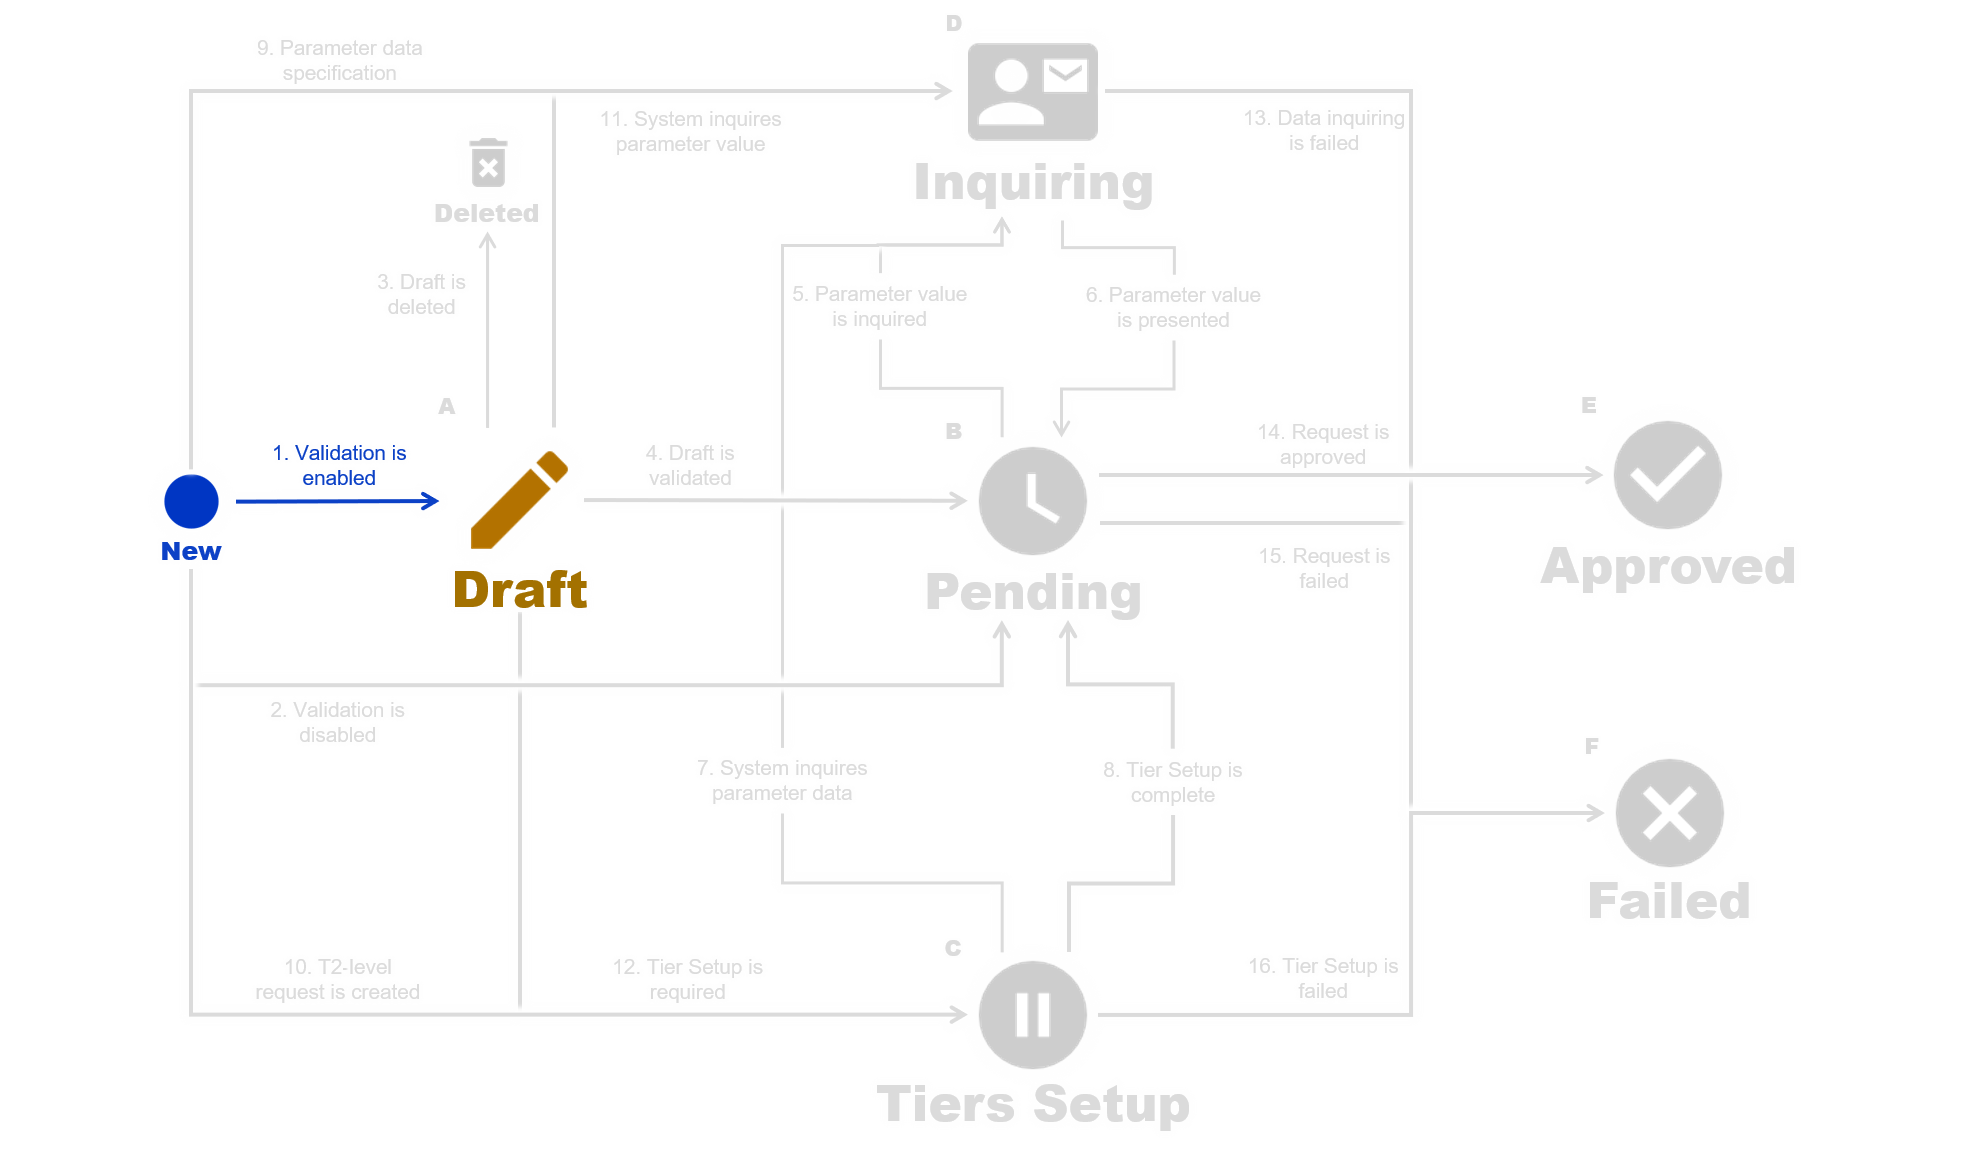 D
9. Parameter data
specification
11. System inquires
parameter value
13. Data inquiring
is failed
Inquiring
Deleted
3. Draft is
deleted
5. Parameter value
is inquired
6. Parameter value
is presented
A
B
E
1. Validation is
enabled
4. Draft is
validated
14. Request is
approved
New
Draft
Pending
15. Request is
failed
Approved
2. Validation is
disabled
7. System inquires
parameter data
8. Tier Setup is
complete
F
Failed
C
10. T2-level
request is created
12. Tier Setup is
required
16. Tier Setup is
failed
Tiers Setup